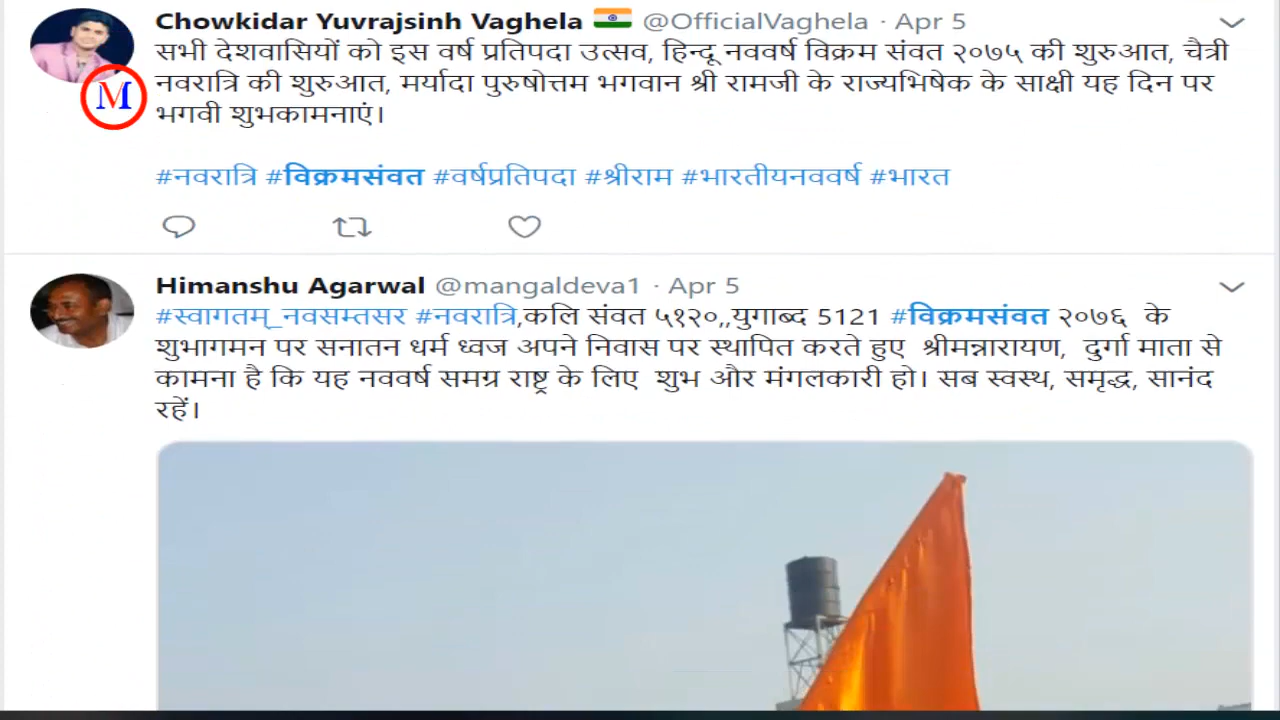 Chowkidar Yuvrajsinh Vaghela 🇮🇳 @OfficialVaghela · Apr 5
सभी देशवासियों को इस वर्ष प्रतिपदा उत्सव, हिन्दू नववर्ष विक्रम संवत २०७५ की शुरुआत, चैत्री
नवरात्रि की शुरुआत, मर्यादा पुरुषोत्तम भगवान श्री रामजी के राज्यभिषेक के साक्षी यह दिन पर
भगवी शुभकामनाएं।
M
#नवरात्रि #विक्रमसंवत #वर्षप्रतिपदा #श्रीराम #भारतीयनववर्ष #भारत
Himanshu Agarwal @mangaldeva1 · Apr 5
#स्वागतम्_नवसम्तसर #नवरात्रि,कलि संवत ५१२०,,युगाब्द 5121 #विक्रमसंवत २०७६ के
शुभागमन पर सनातन धर्म ध्वज अपने निवास पर स्थापित करते हुए श्रीमन्नारायण, दुर्गा माता से
कामना है कि यह नववर्ष समग्र राष्ट्र के लिए शुभ और मंगलकारी हो। सब स्वस्थ, समृद्ध, सानंद
रहें।